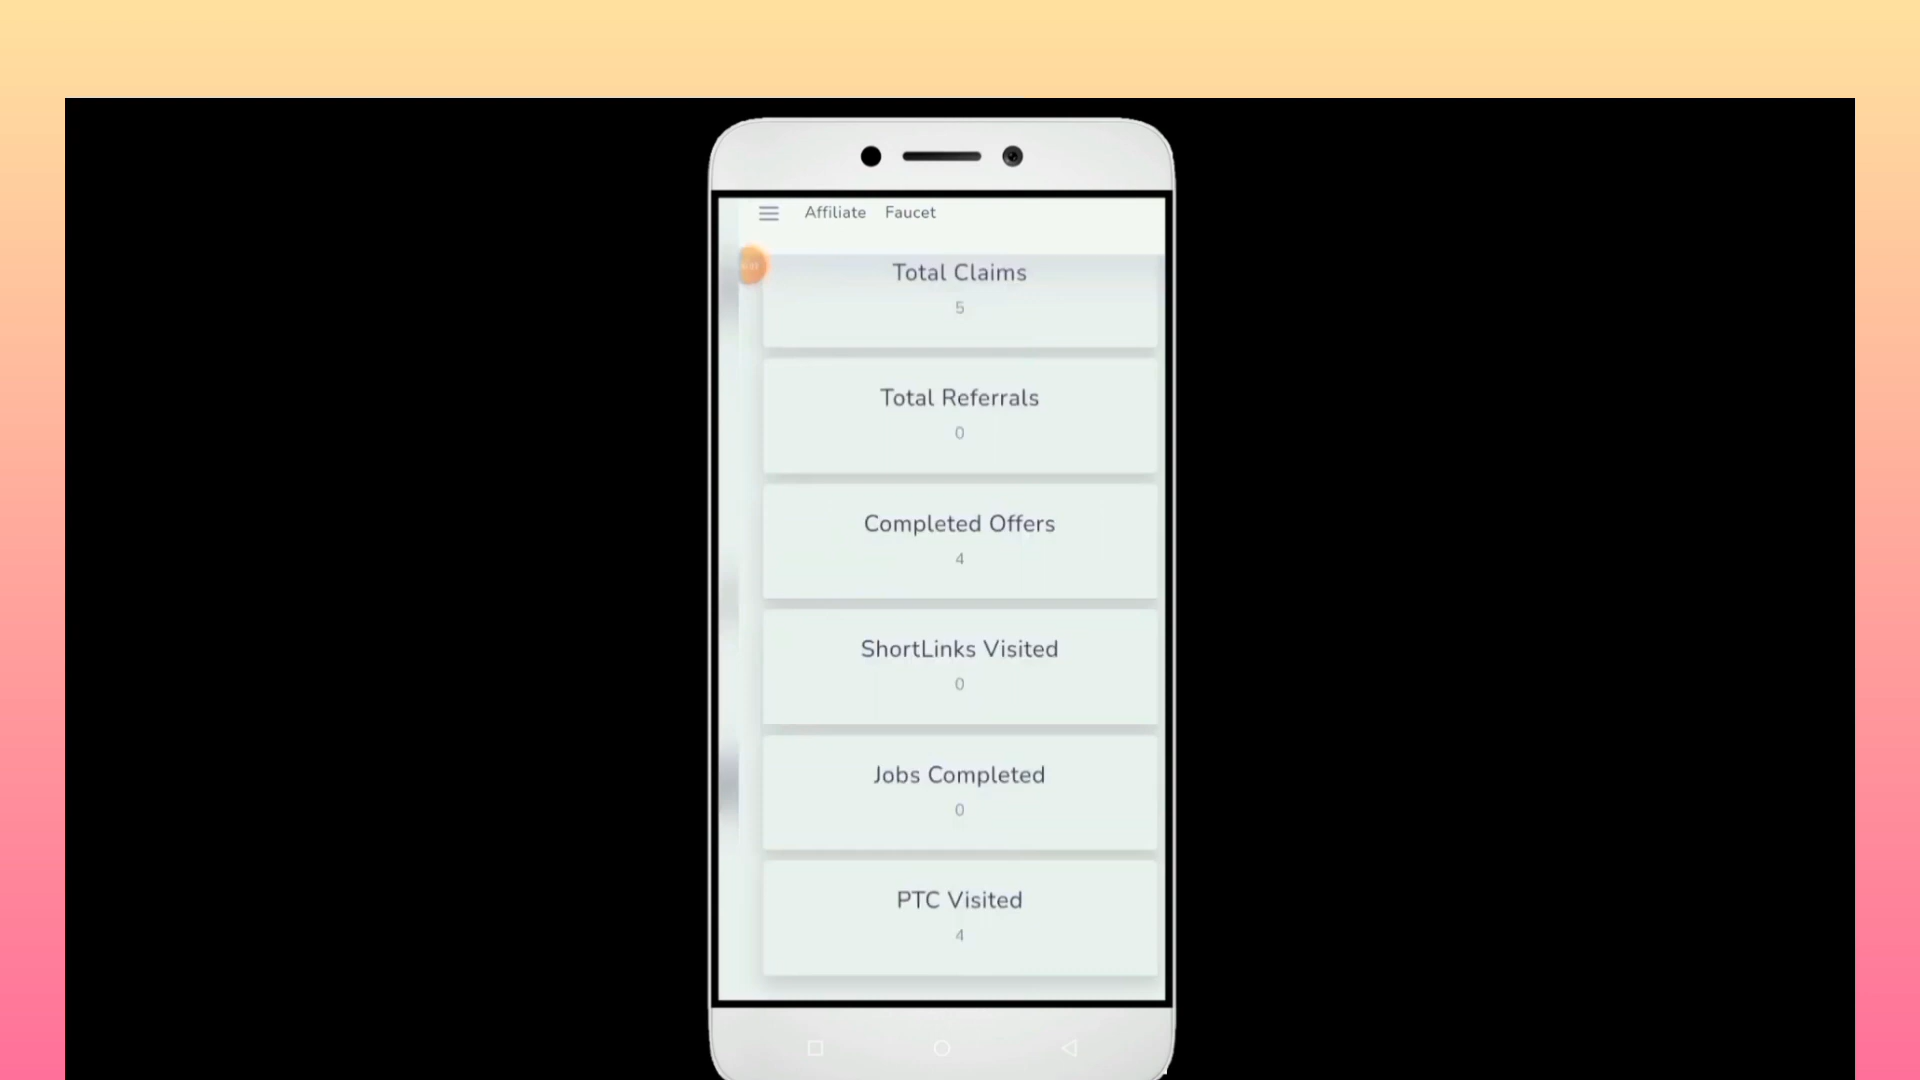 Affiliate Faucet
Total Claims
5
Total Referrals
0
Completed Offers
4
ShortLinks Visited
0
Jobs Completed
0
PTC Visited
4